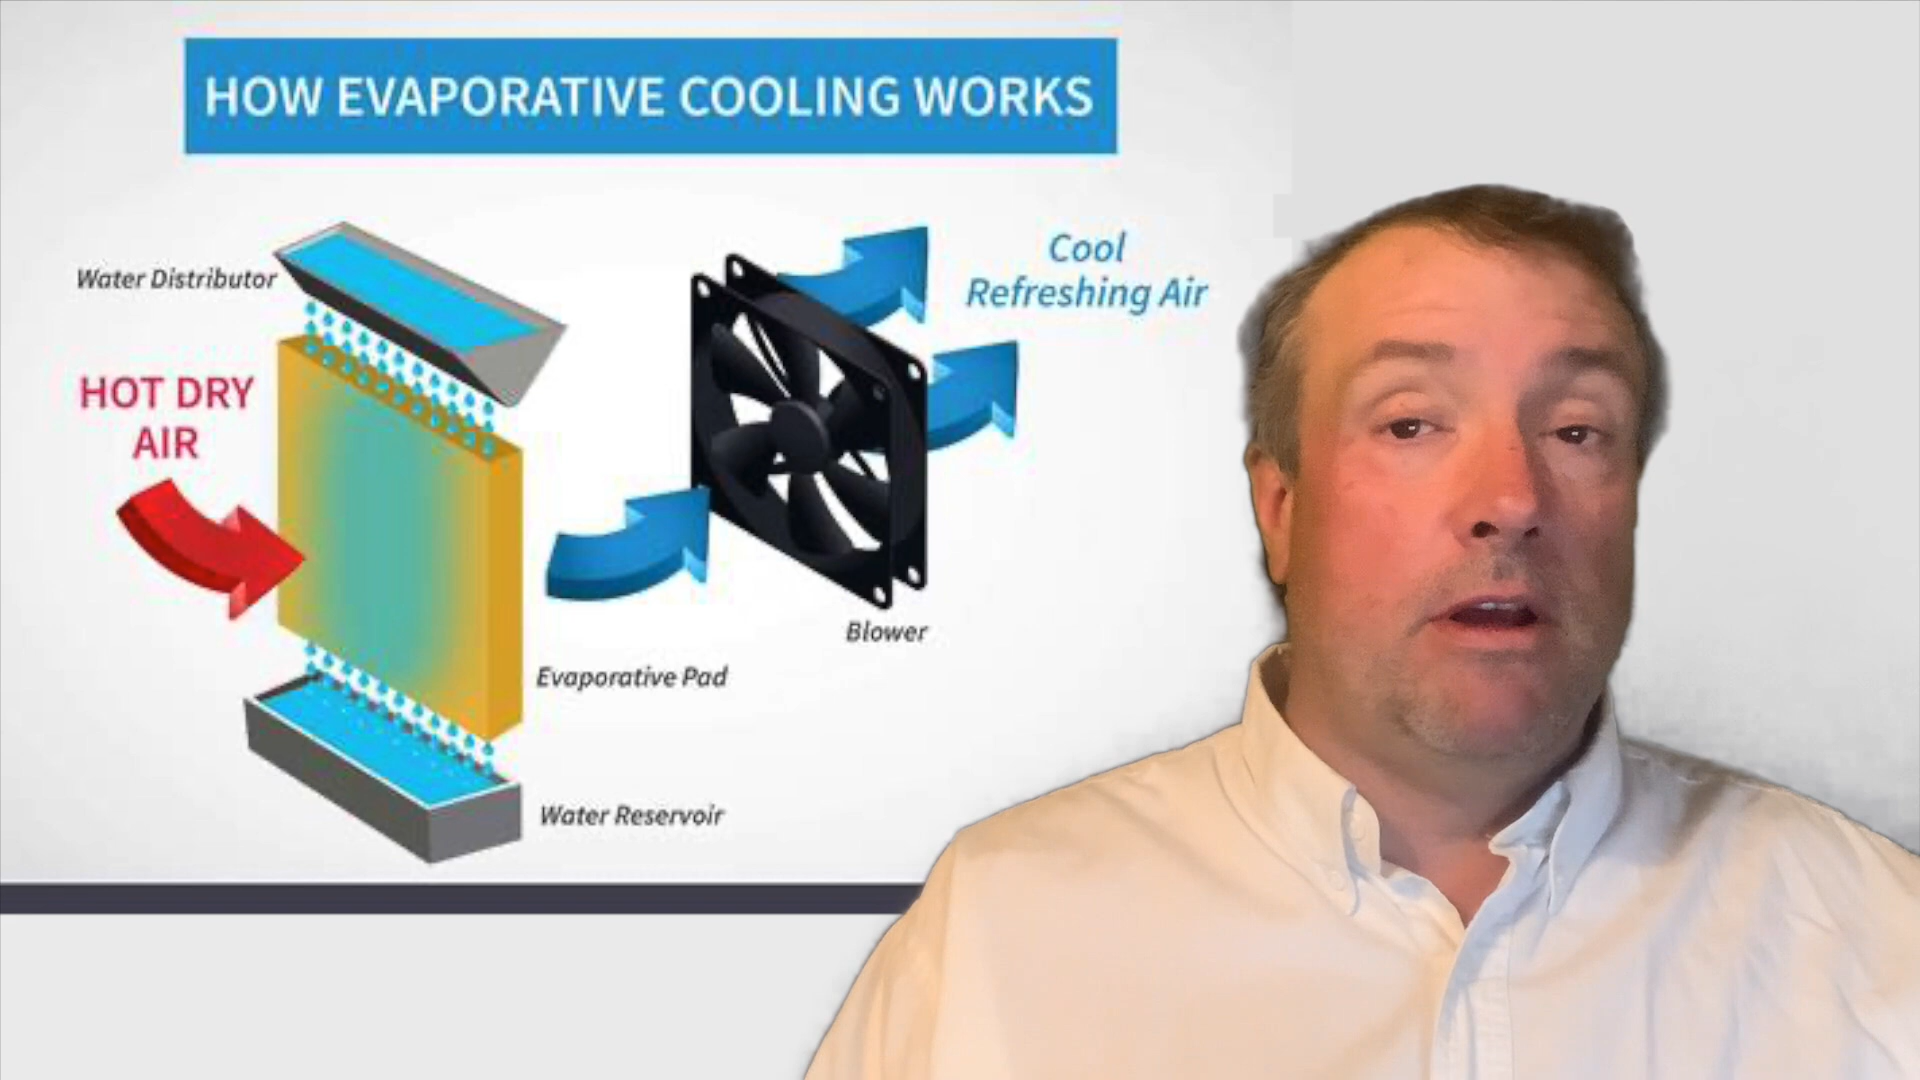 HOW EVAPORATIVE COOLING WORKS
Water Distributor
Cool
Refreshing Air
HOT DRY
AIR
Blower
Evaporative Pad
Water Reservoir